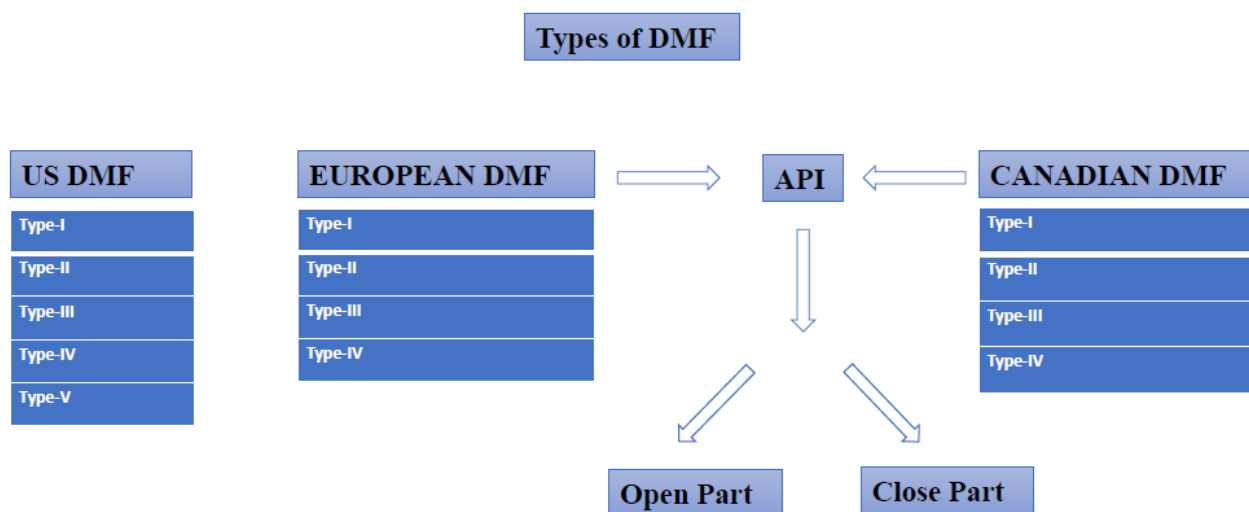 Types of DMF
US DMF
Type-I
Type-II
Type-III
Type-IV
Type-V
EUROPEAN DMF
Type-I
Type-II
Type-III
Type-IV
API
CANADIAN DMF
Type-I
Type-II
Type-III
Type-IV
Open Part
Close Part